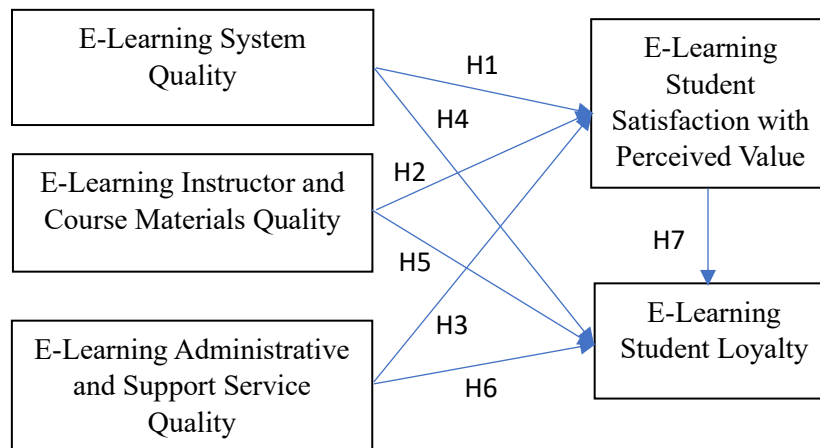 E-Learning System
Quality
H1
H4
E-Learning
Student
Satisfaction with
Perceived Value
E-Learning Instructor and
Course Materials Quality
H2
H5
H7
E-Learning Administrative
and Support Service
Quality
H3
H6
E-Learning
Student Loyalty